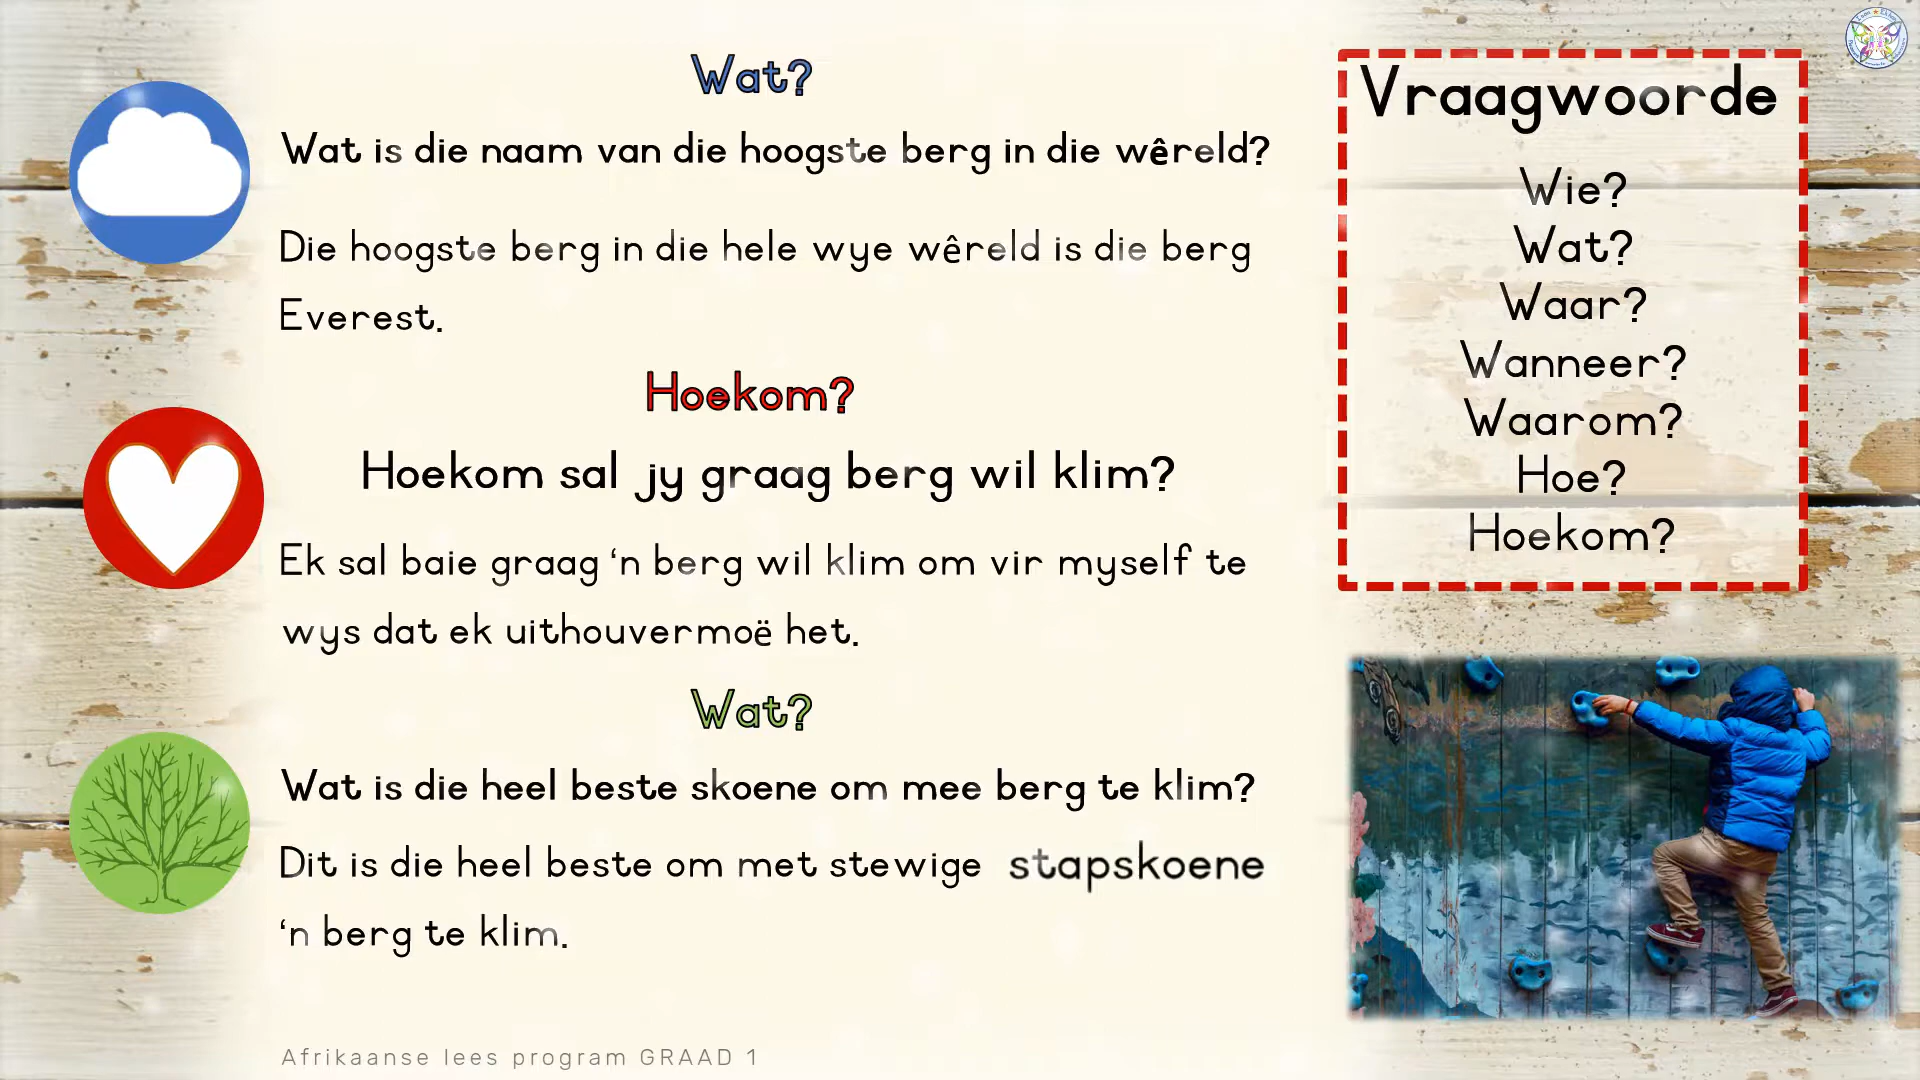 Wat?
Wat is die naam van die hoogste berg in die wêreld?
Die hoogste berg in die hele wye wêreld is die berg
Everest.
Hoekom?
Hoekom sal jy graag berg wil klim?
Ek sal baie graag ‘n berg wil klim om vir myself te
wys dat ek uithouvermoë het.
Wat?
Wat is die heel beste skoene om mee berg te klim?
Dit is die heel beste om met stewige stapskoene
‘n berg te klim.
Afrikaanse lees program GRAAD 1
Vraagwoorde
Wie?
Wat?
Waar?
Wanneer?
Waarom?
Hoe?
Hoekom?